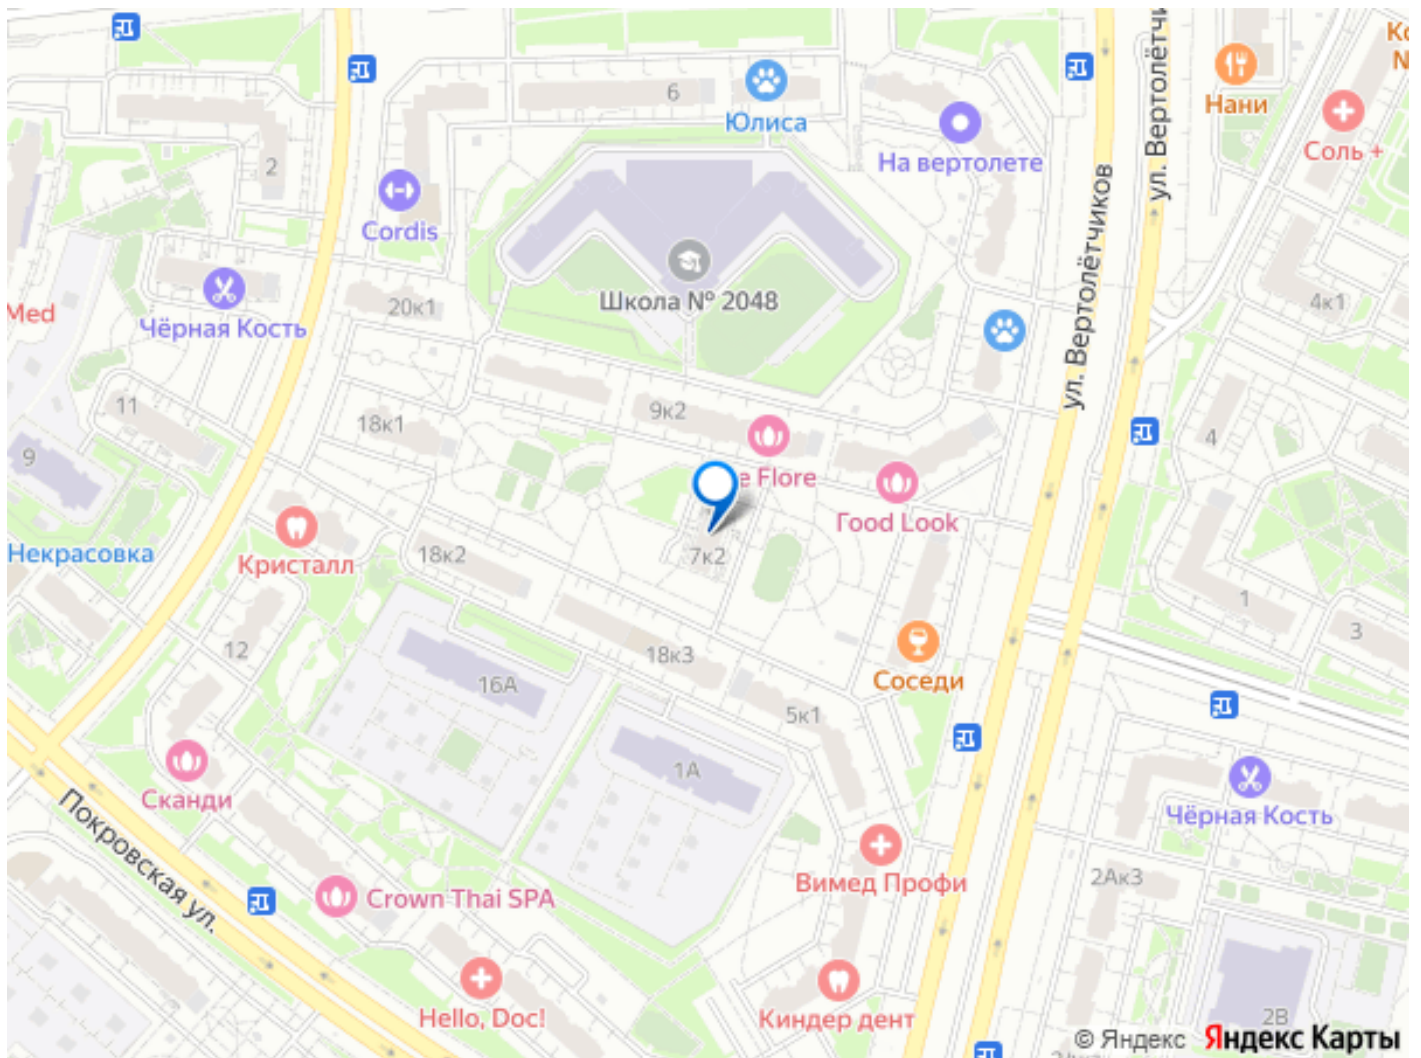 ул. Вертолётчиков
Нани
Соль +
6
Юлиса
На вертолете
2
Cordis
Школа № 2048
Med
Чёрная Кость
20к1
4к1
ул. Вертолётчиков
11
18к1
9к2
4
9
e Flore
Food Look
Некрасовка
Кристалл
18к2
7к2
1
3
12
18к3
16А
Соседи
5к1
1А
Сканди
Чёрная Кость
Покровская ул.
Вимед Профи
2Ак3
Crown Thai SPA
Hello, Doc!
Киндер дент
2В
© Яндекс Яндекс Карты